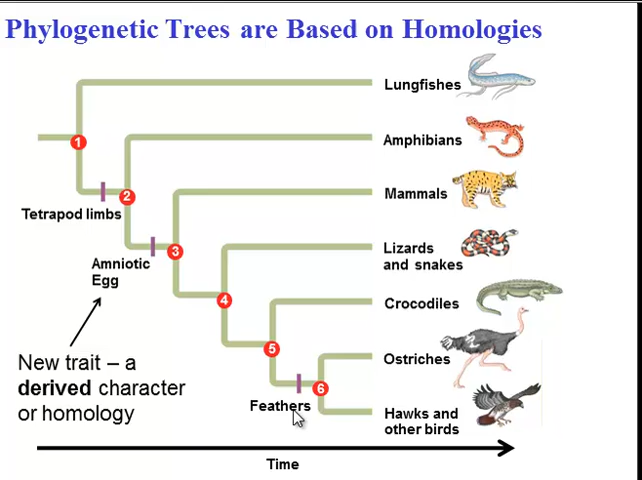 Phylogenetic Trees are Based on Homologies
Lungfishes
1
Amphibians
2
Tetrapod limbs
Mammals
3
Amniotic
Egg
Lizards
and snakes
4
Crocodiles
5
New trait – a
derived character
or homology
Ostriches
6
Feathers
Hawks and
other birds
Time